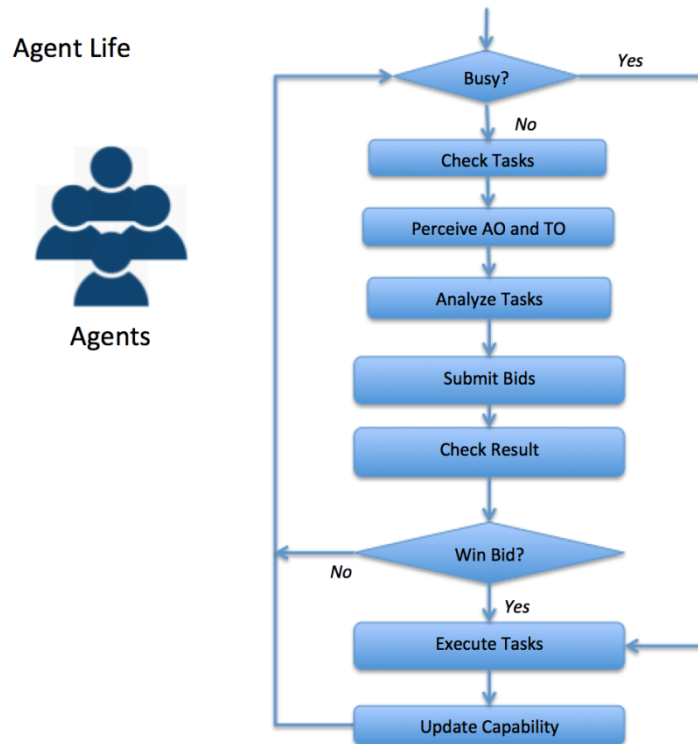 Agent Life
Busy?
Yes
No
Check Tasks
Perceive AO and TO
Analyze Tasks
Agents
Submit Bids
Check Result
Win Bid?
No
Yes
Execute Tasks
Update Capability